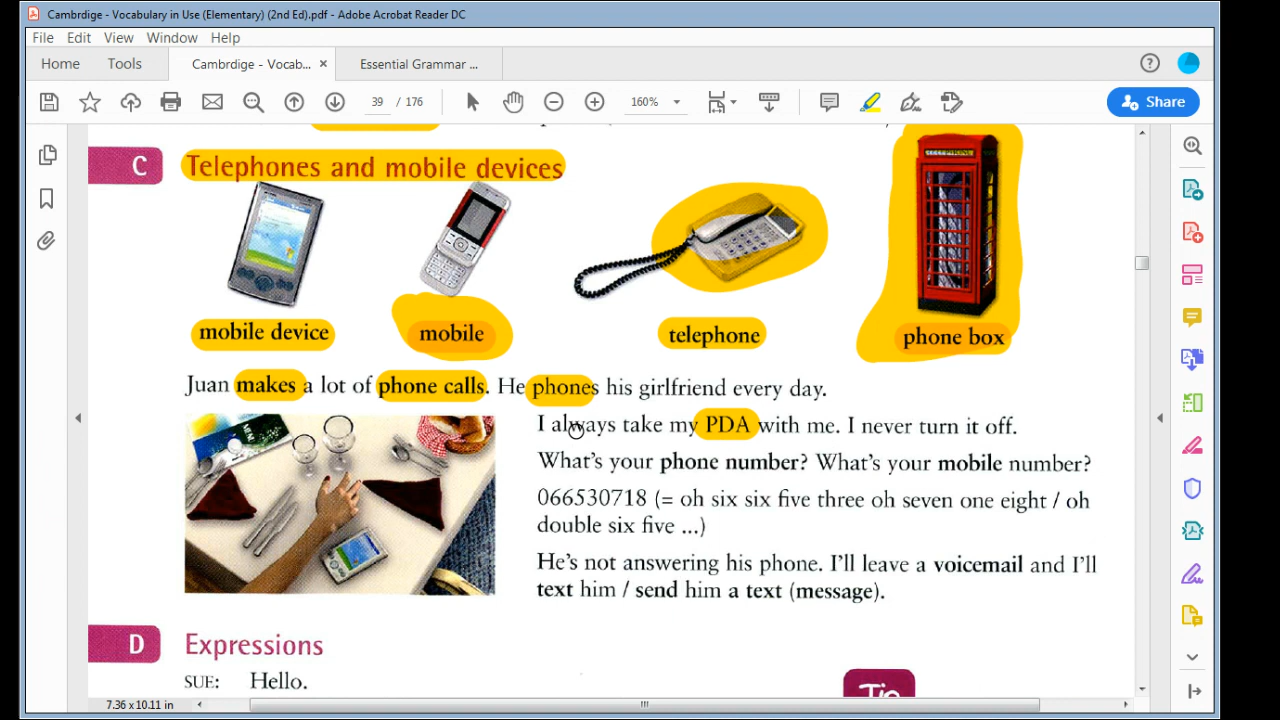 Cambrdige - Vocabulary in Use (Elementary) (2nd Ed).pdf - Adobe Acrobat Reader DC
File Edit View Window Help
Home Tools Cambrdige - Vocab... × Essential Grammar ...
39 / 176 160% Share
C Telephones and mobile devices
mobile device mobile telephone phone box
Juan makes a lot of phone calls. He phones his girlfriend every day.
I always take my PDA with me. I never turn it off.
What's your phone number? What's your mobile number?
066530718 (= oh six six five three oh seven one eight / oh
double six five ...)
He's not answering his phone. I'll leave a voicemail and I'll
text him / send him a text (message).
D Expressions
SUE: Hello.
Tip
7.36 x 10.11 in